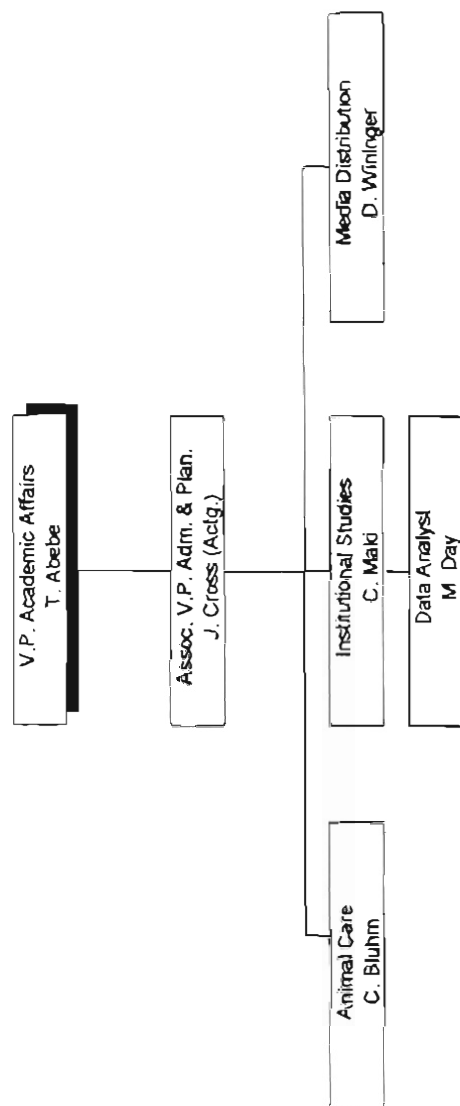 V.P. Academic Affairs
T. Abebe
Assoc. V.P. Adm. & Plan.
J. Cross (Actg.)
Animal Care
C. Bluhm
Institutional Studies
C. Maki
Media Distribution
D. Wininger
Data Analyst
M. Day